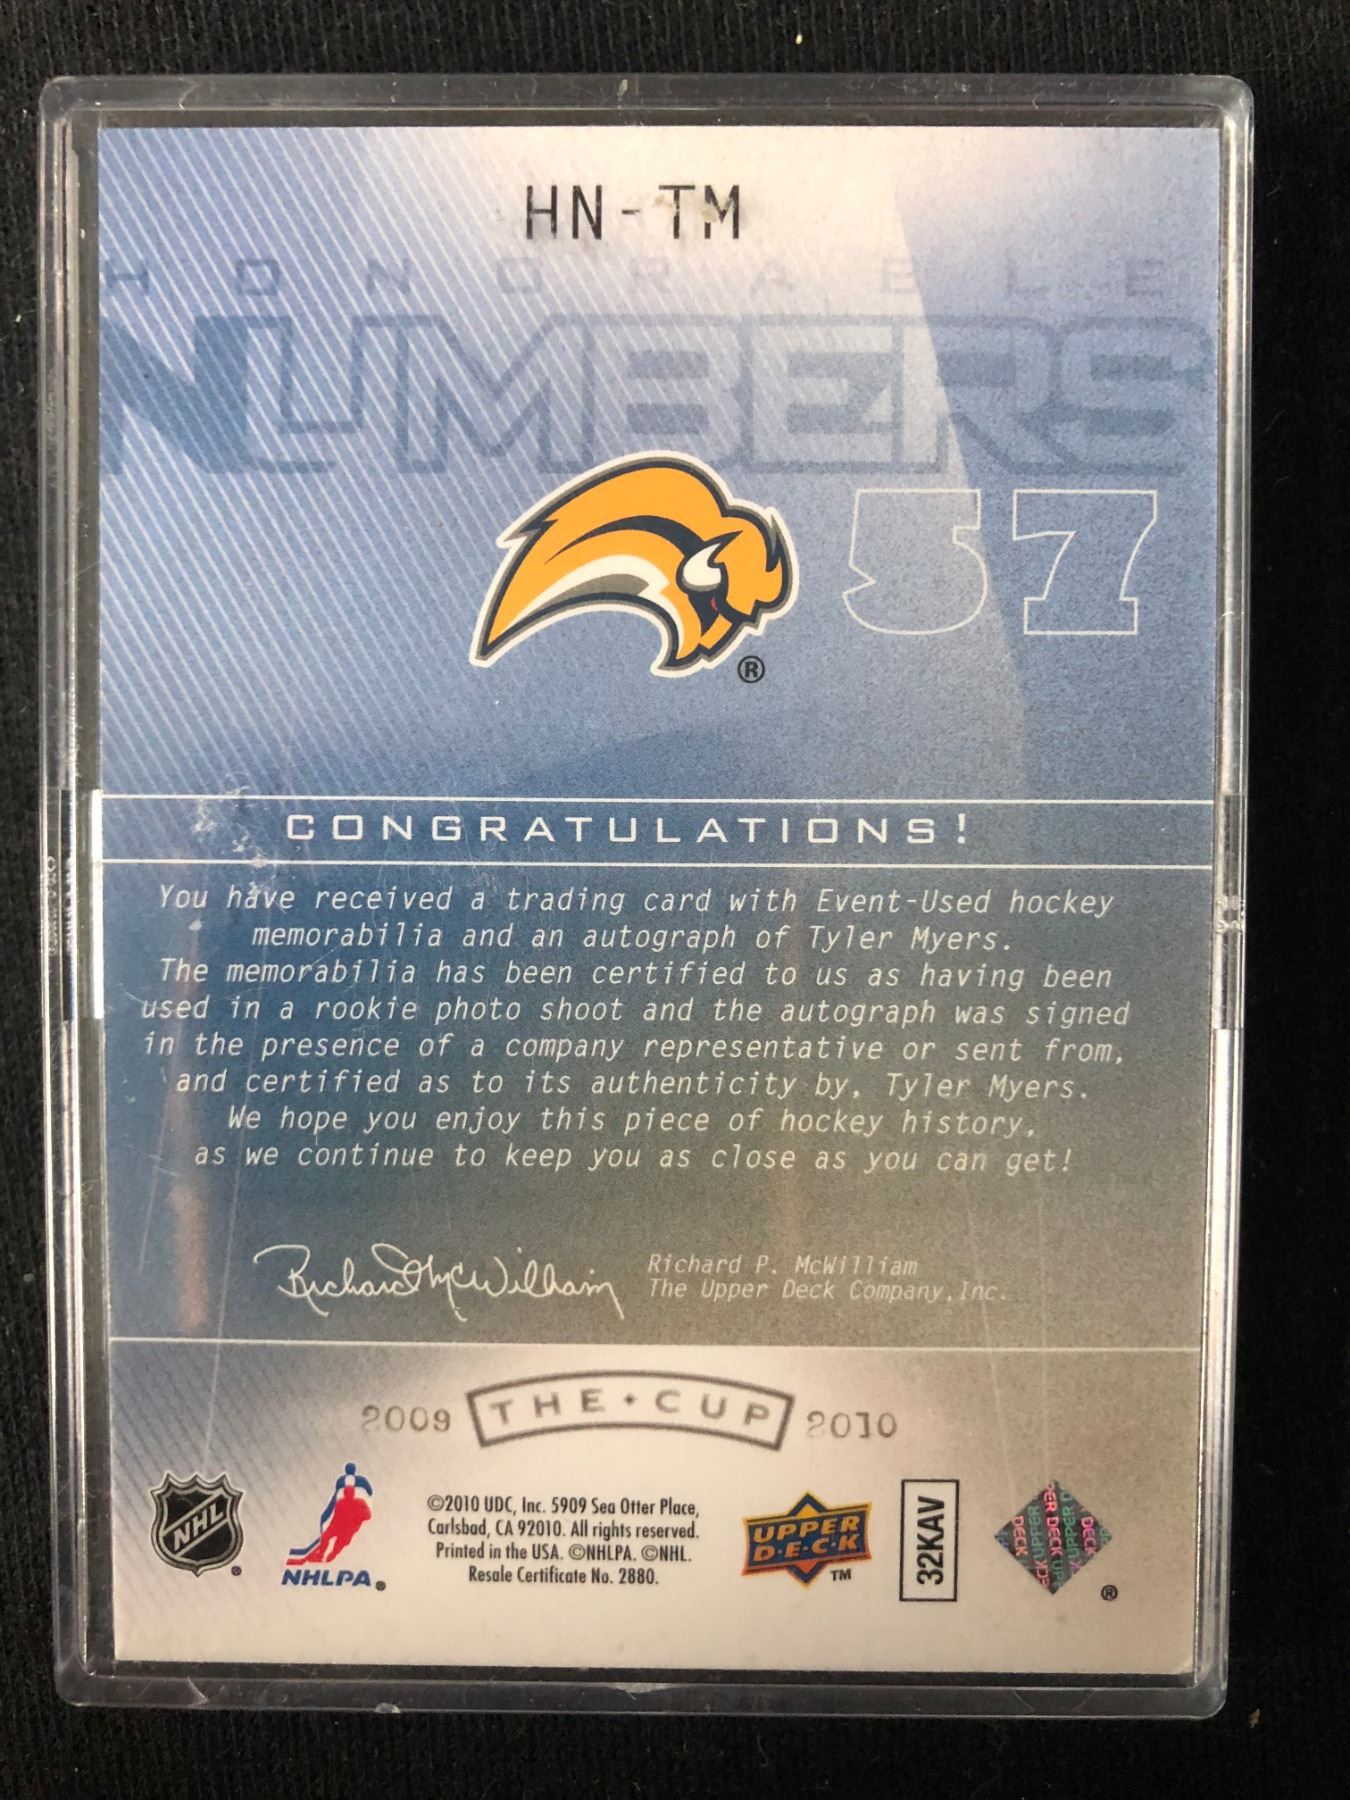 HN-TM
HONORABLE
NUMBERS
57
®
CONGRATULATIONS!
You have received a trading card with Event-Used hockey
memorabilia and an autograph of Tyler Myers.
The memorabilia has been certified to us as having been
used in a rookie photo shoot and the autograph was signed
in the presence of a company representative or sent from,
and certified as to its authenticity by, Tyler Myers.
We hope you enjoy this piece of hockey history,
as we continue to keep you as close as you can get!
Richard McWilliam
Richard P. McWilliam
The Upper Deck Company, Inc.
2009 THE CUP 2010
NHL
NHLPA
©2010 UDC, Inc. 5909 Sea Otter Place,
Carlsbad, CA 92010. All rights reserved.
Printed in the USA. ©NHLPA. ©NHL.
Resale Certificate No. 2880.
UPPER
D·E·C·K
TM
32KAV
UPPER DECK
®